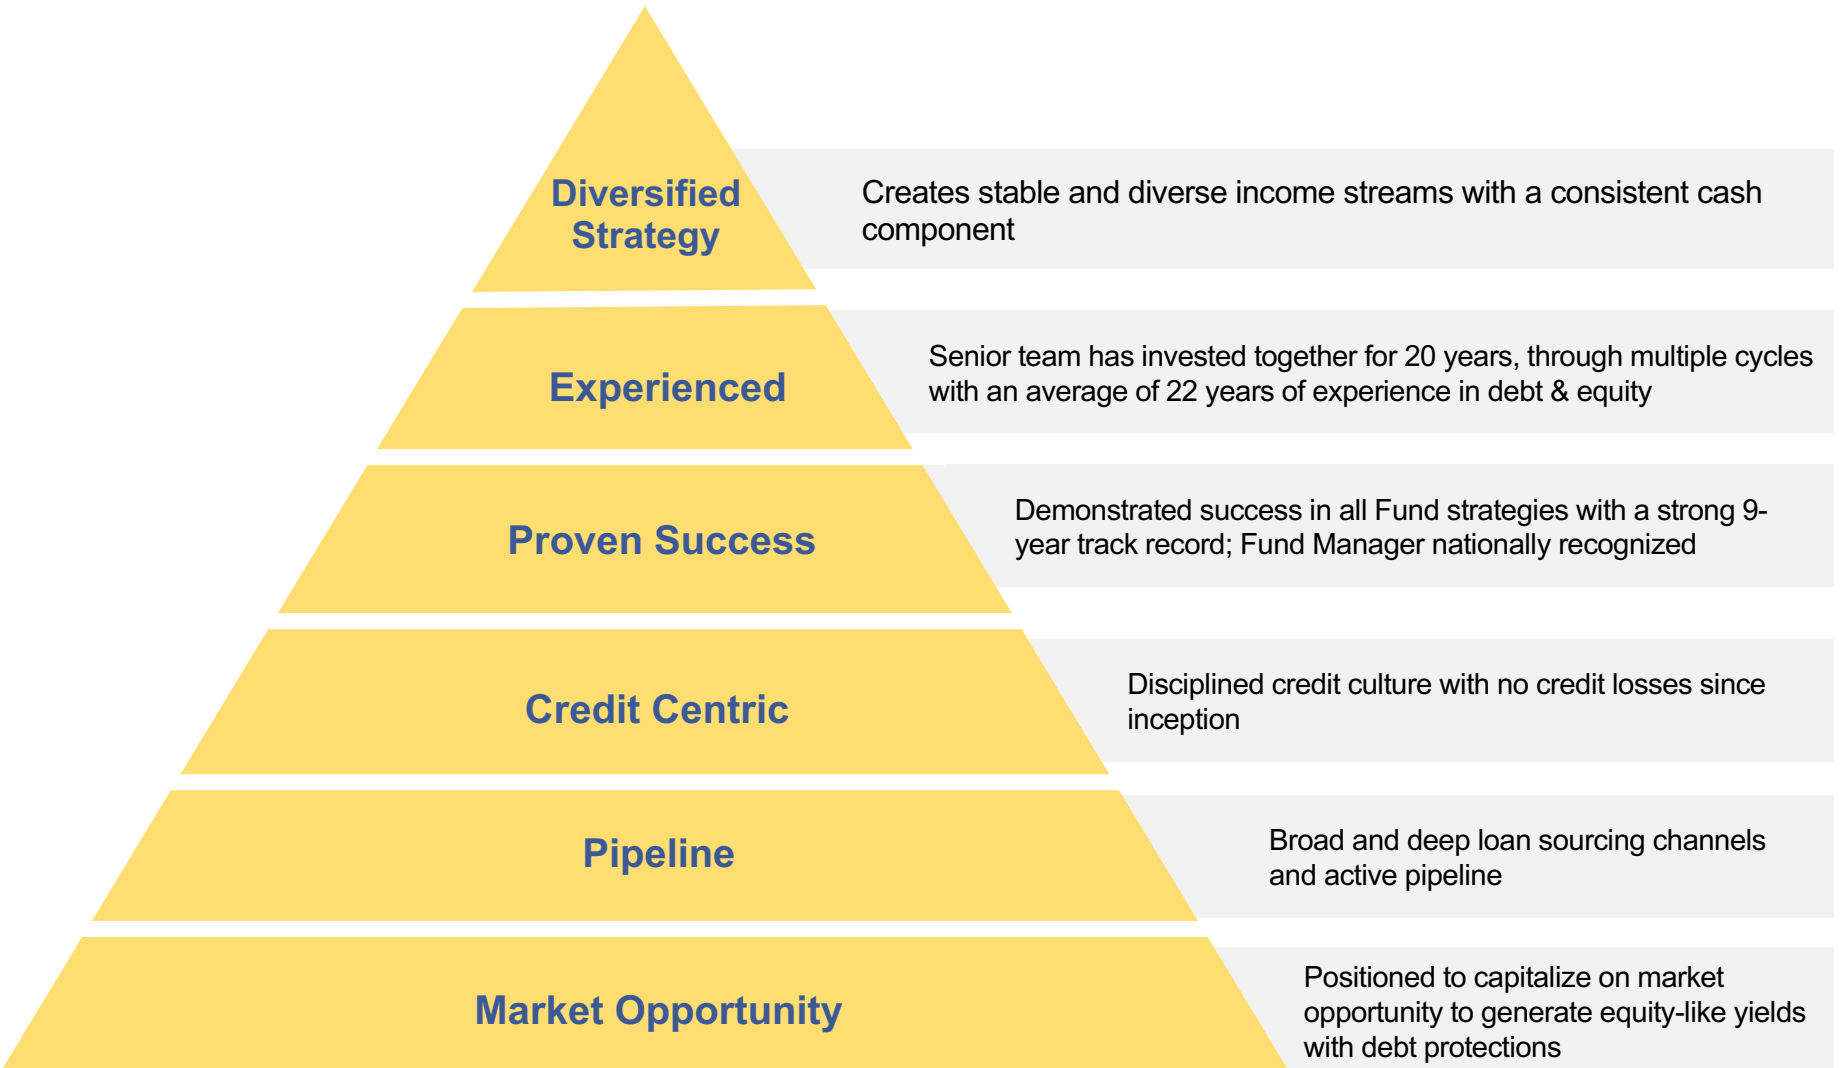 Diversified
Strategy
Creates stable and diverse income streams with a consistent cash
component
Experienced
Senior team has invested together for 20 years, through multiple cycles
with an average of 22 years of experience in debt & equity
Proven Success
Demonstrated success in all Fund strategies with a strong 9-
year track record; Fund Manager nationally recognized
Credit Centric
Disciplined credit culture with no credit losses since
inception
Pipeline
Broad and deep loan sourcing channels
and active pipeline
Market Opportunity
Positioned to capitalize on market
opportunity to generate equity-like yields
with debt protections